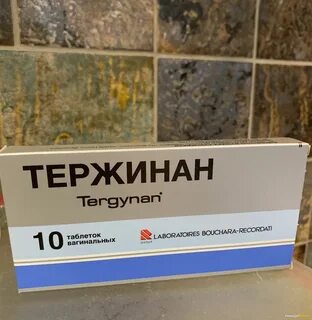 ТЕРЖИНАН
Tergynan®
10 таблеток
вагинальных
LABORATOIRES BOUCHARA-RECORDATI